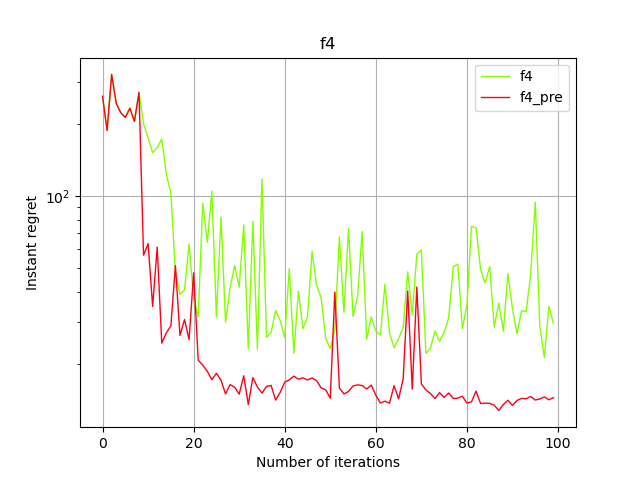 f4
f4
f4_pre
10²
Instant regret
0 20 40 60 80 100
Number of iterations